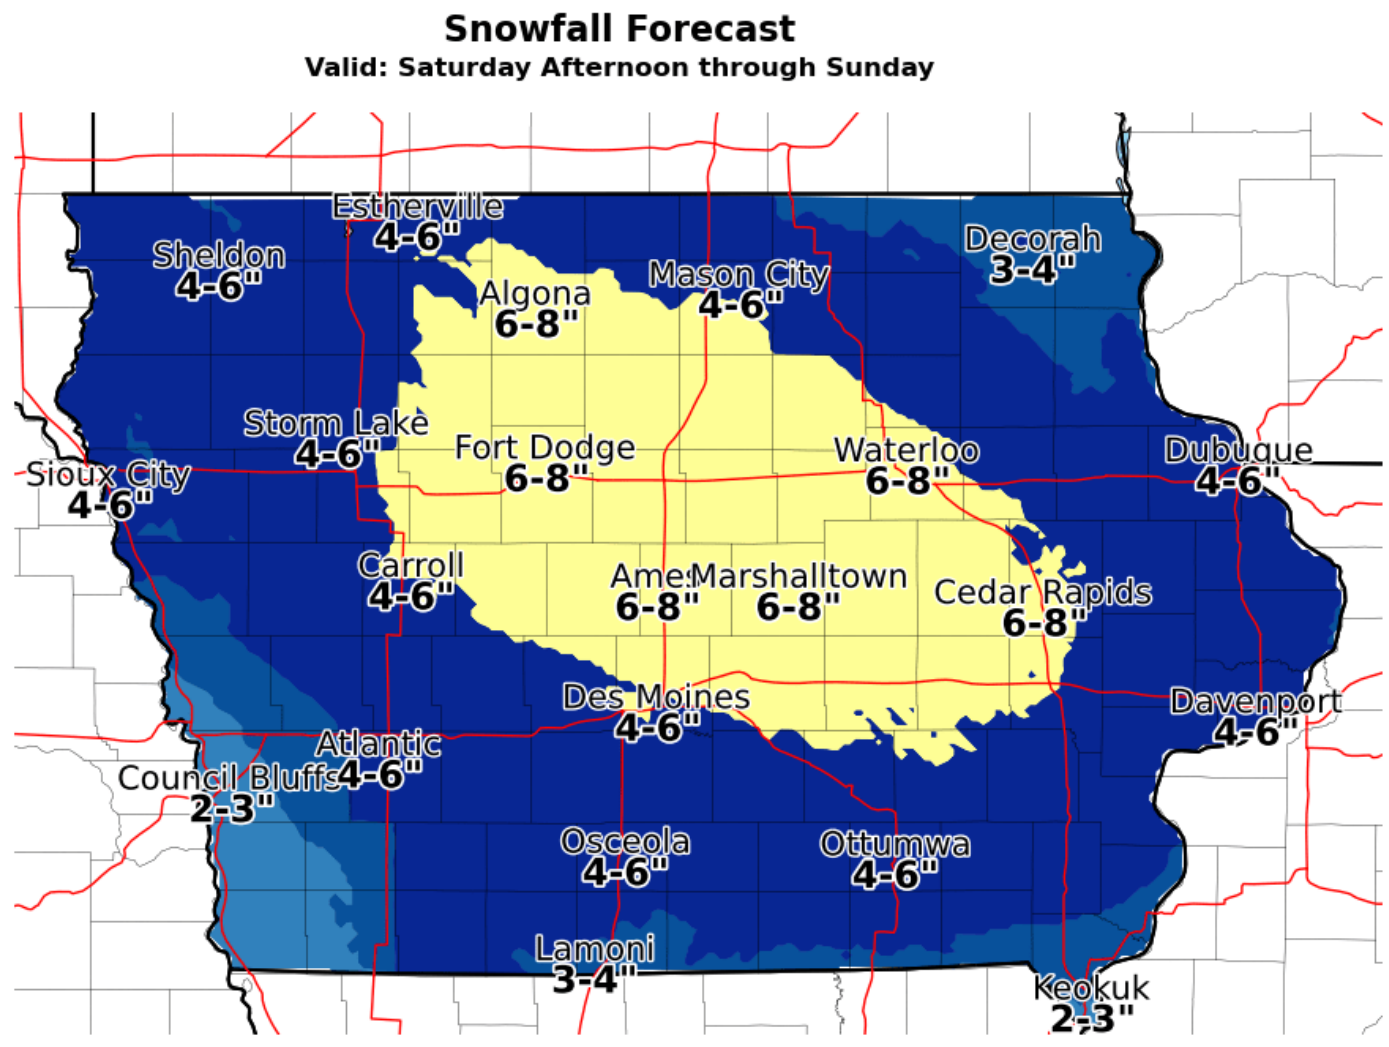 Snowfall Forecast
Valid: Saturday Afternoon through Sunday
Estherville
4-6"
Sheldon
4-6"
Decorah
3-4"
Mason City
4-6"
Algona
6-8"
Storm Lake
4-6"
Fort Dodge
6-8"
Waterloo
6-8"
Dubuque
4-6"
Sioux City
4-6"
Carroll
4-6"
Ames
6-8"
Marshalltown
6-8"
Cedar Rapids
6-8"
Des Moines
4-6"
Davenport
4-6"
Atlantic
4-6"
Council Bluffs
2-3"
Osceola
4-6"
Ottumwa
4-6"
Lamoni
3-4"
Keokuk
2-3"